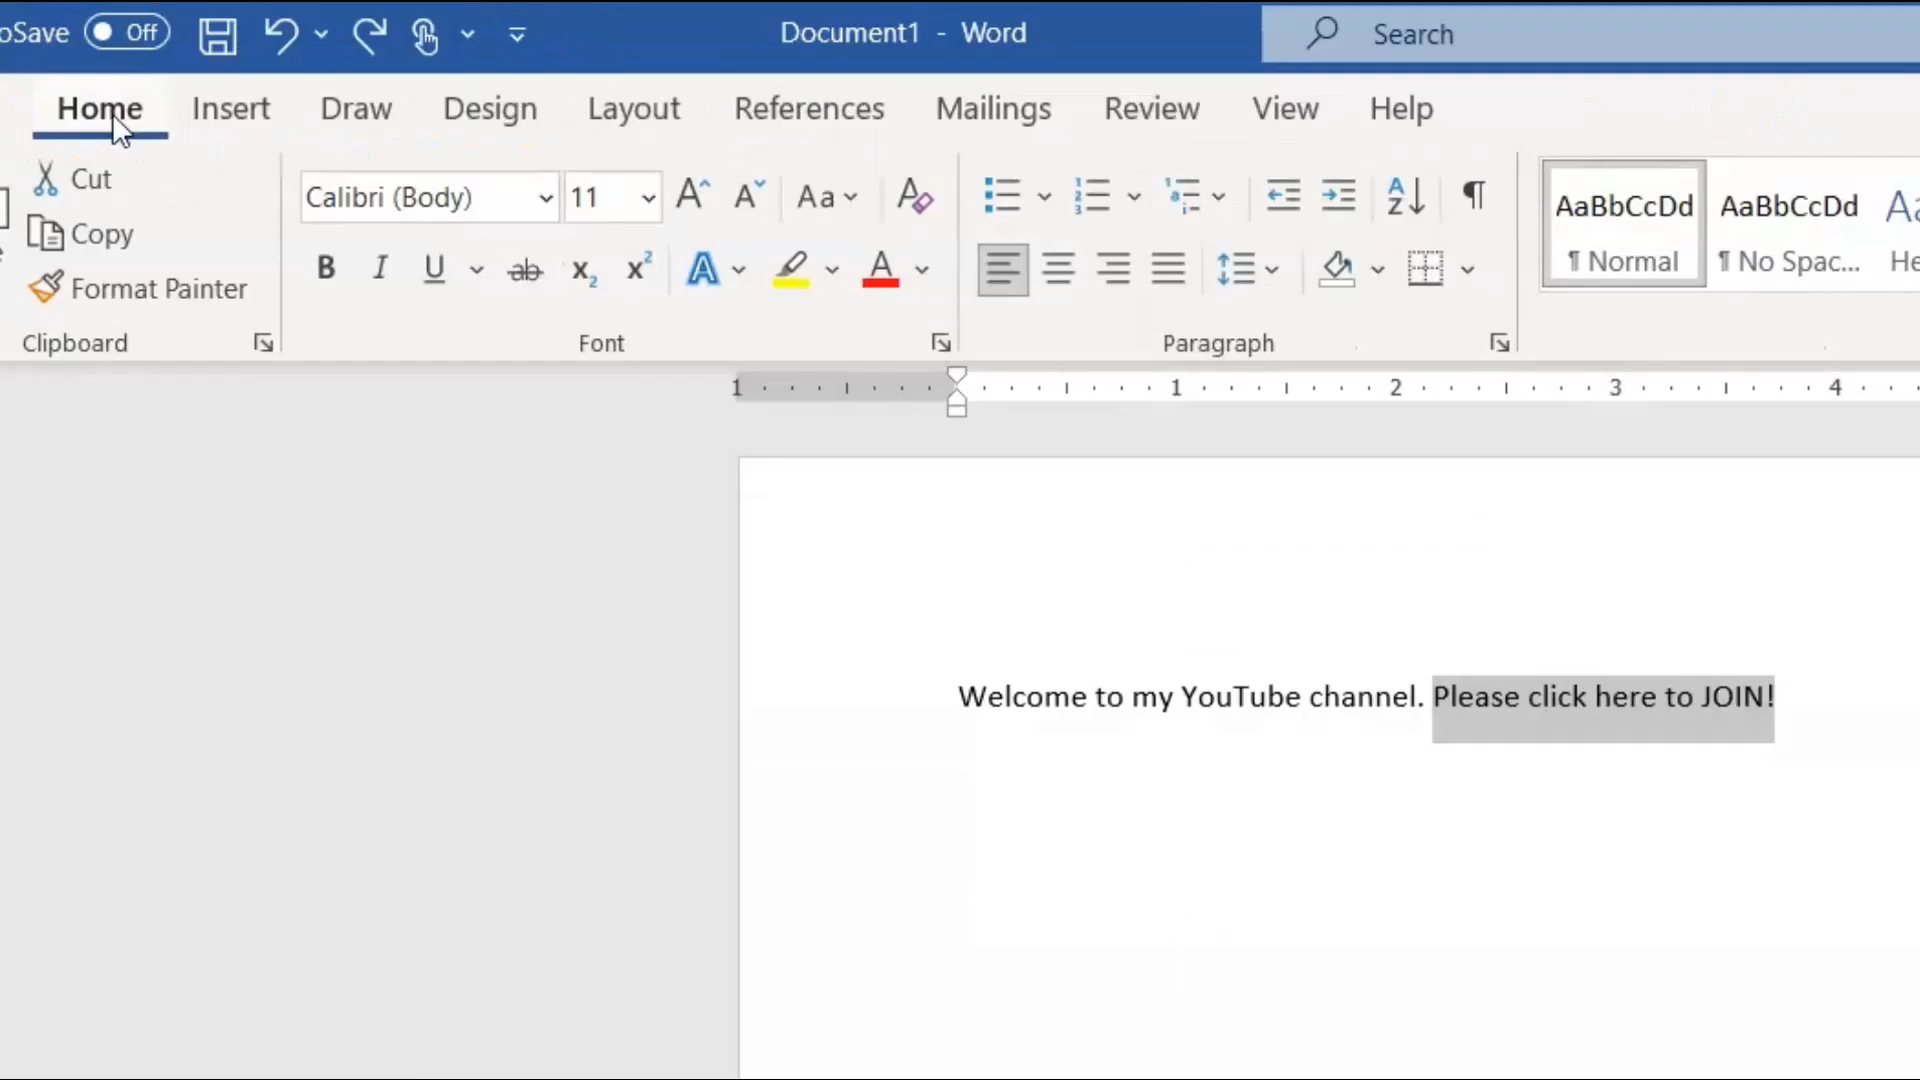 oSave Off Document1 - Word Search
Home Insert Draw Design Layout References Mailings Review View Help
Cut
Copy
Format Painter
Clipboard
Calibri (Body) 11
Font
Paragraph
AaBbCcDd AaBbCcDd
¶ Normal ¶ No Spac... He
1 1 2 3 4
Welcome to my YouTube channel. Please click here to JOIN!